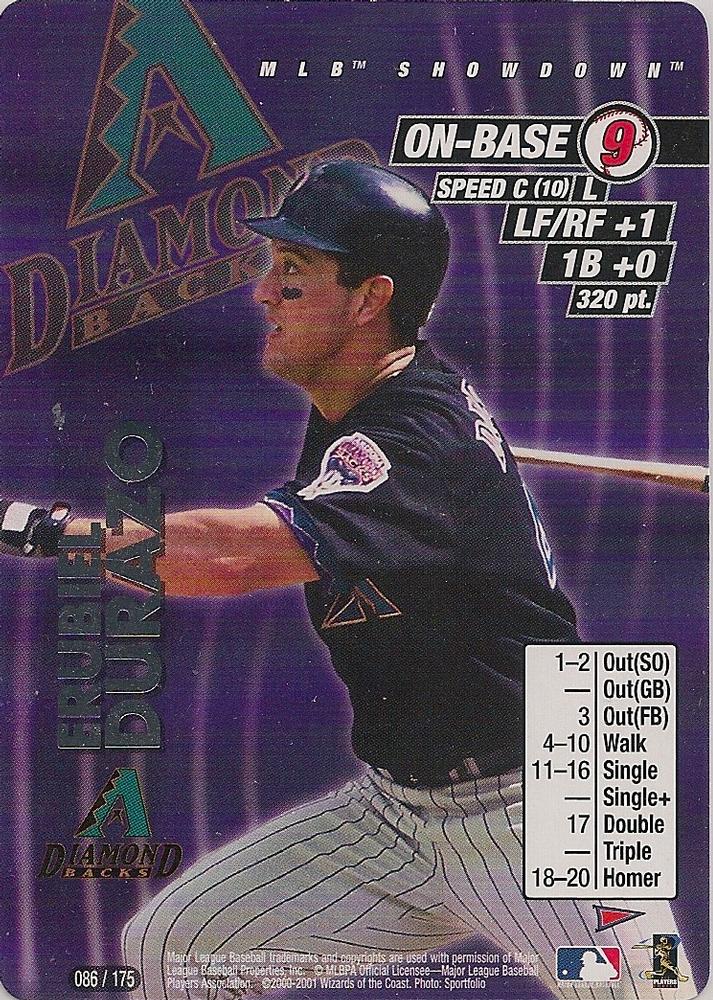 MLB™ SHOWDOWN™
ON-BASE 9
SPEED C (10) L
LF/RF +1
1B +0
320 pt.
A
DIAMOND
BACKS
ERUBIEL
DURAZO
1–2 Out(SO)
— Out(GB)
3 Out(FB)
4–10 Walk
11–16 Single
— Single+
17 Double
— Triple
18–20 Homer
A
DIAMOND
BACKS
086 / 175
Major League Baseball trademarks and copyrights are used with permission of Major
League Baseball Properties, Inc. © MLBPA Official Licensee—Major League Baseball
Players Association. ©2000-2001 Wizards of the Coast. Photo: Sportfolio
MAJOR LEAGUE BASEBALL
PLAYERS